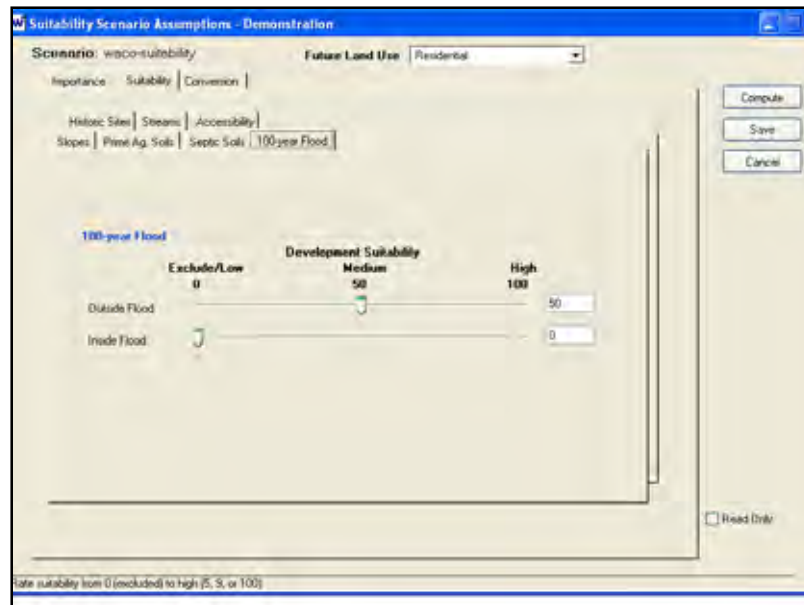 Suitability Scenario Assumptions - Demonstration
Scenario: waco-suitability Future Land Use Residential
Importance Suitability Conversion
Compute
Historic Sites Streams Accessibility
Save
Slopes Prime Ag. Soils Septic Soils 100-year Flood
Cancel
100-year Flood
Development Suitability
Exclude/Low Medium High
0 50 100
Outside Flood 50
Inside Flood 0
Read Only
Rate suitability from 0 (excluded) to high (5, 9, or 100)